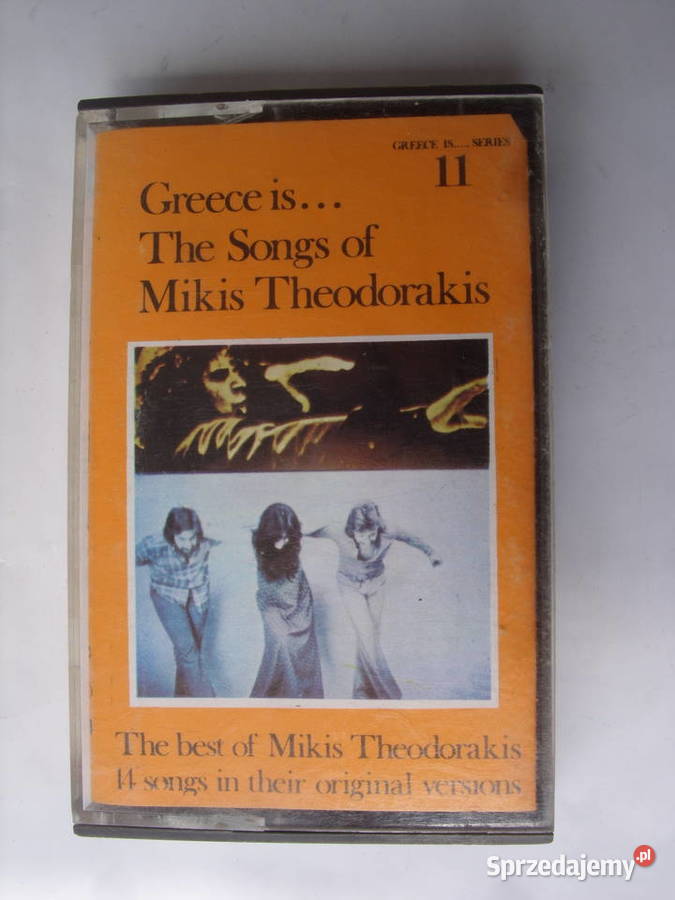 GREECE IS.... SERIES
11
Greece is...
The Songs of
Mikis Theodorakis
The best of Mikis Theodorakis
14 songs in their original versions
Sprzedajemy.pl